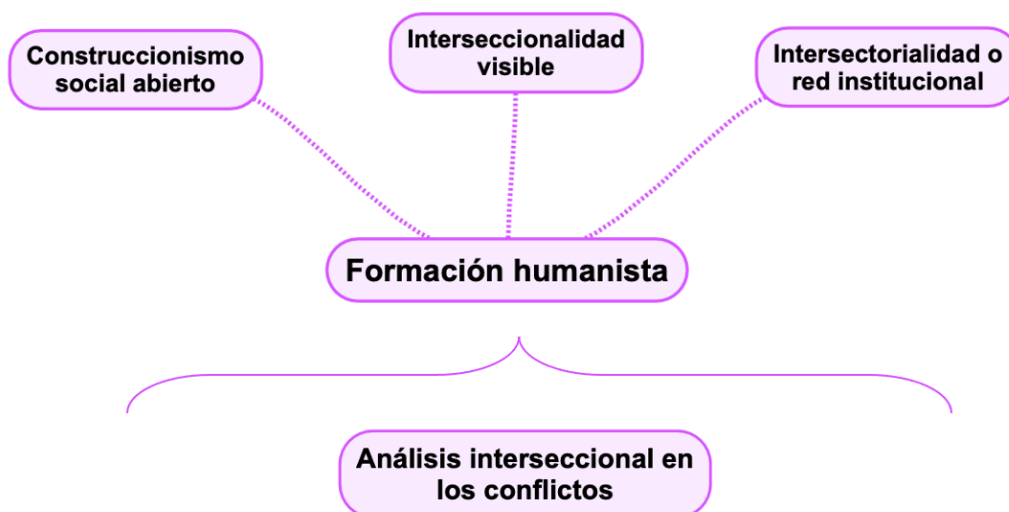 Construccionismo
social abierto
Interseccionalidad
visible
Intersectorialidad o
red institucional
Formación humanista
Análisis interseccional en
los conflictos